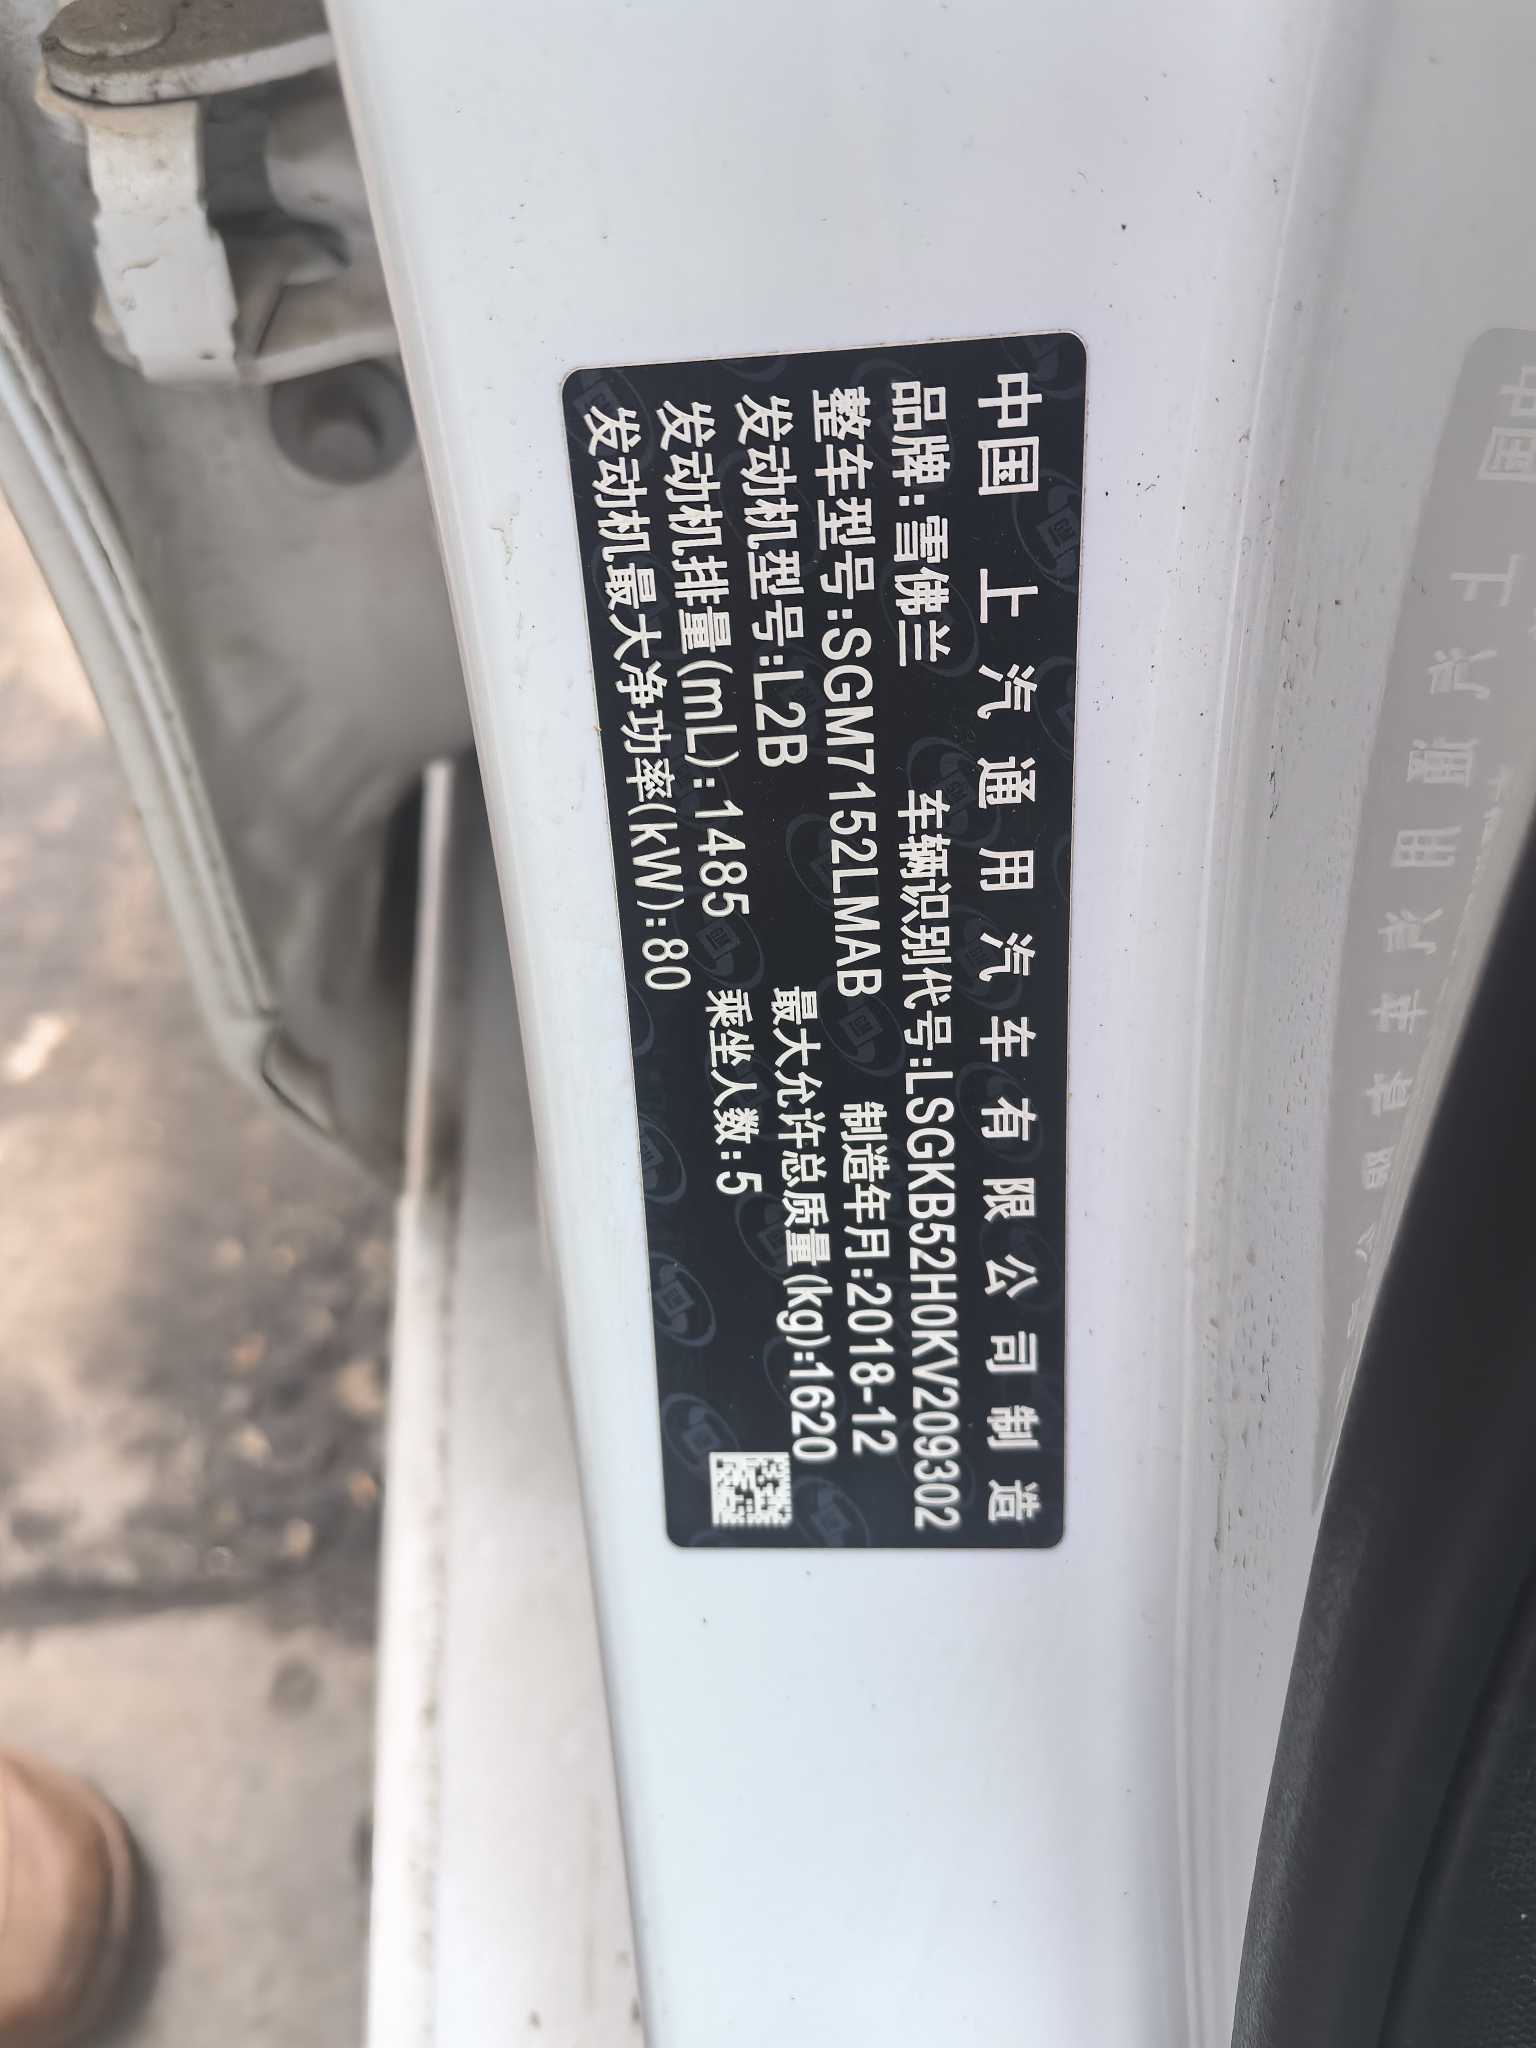 中国 上汽通用汽车有限公司制造
品牌:雪佛兰 车辆识别代号:LSGKB52H0KV209302
整车型号:SGM7152LMAB 制造年月:2018-12
发动机型号:L2B 最大允许总质量(kg):1620
发动机排量(mL):1485 乘坐人数:5
发动机最大净功率(kW):80